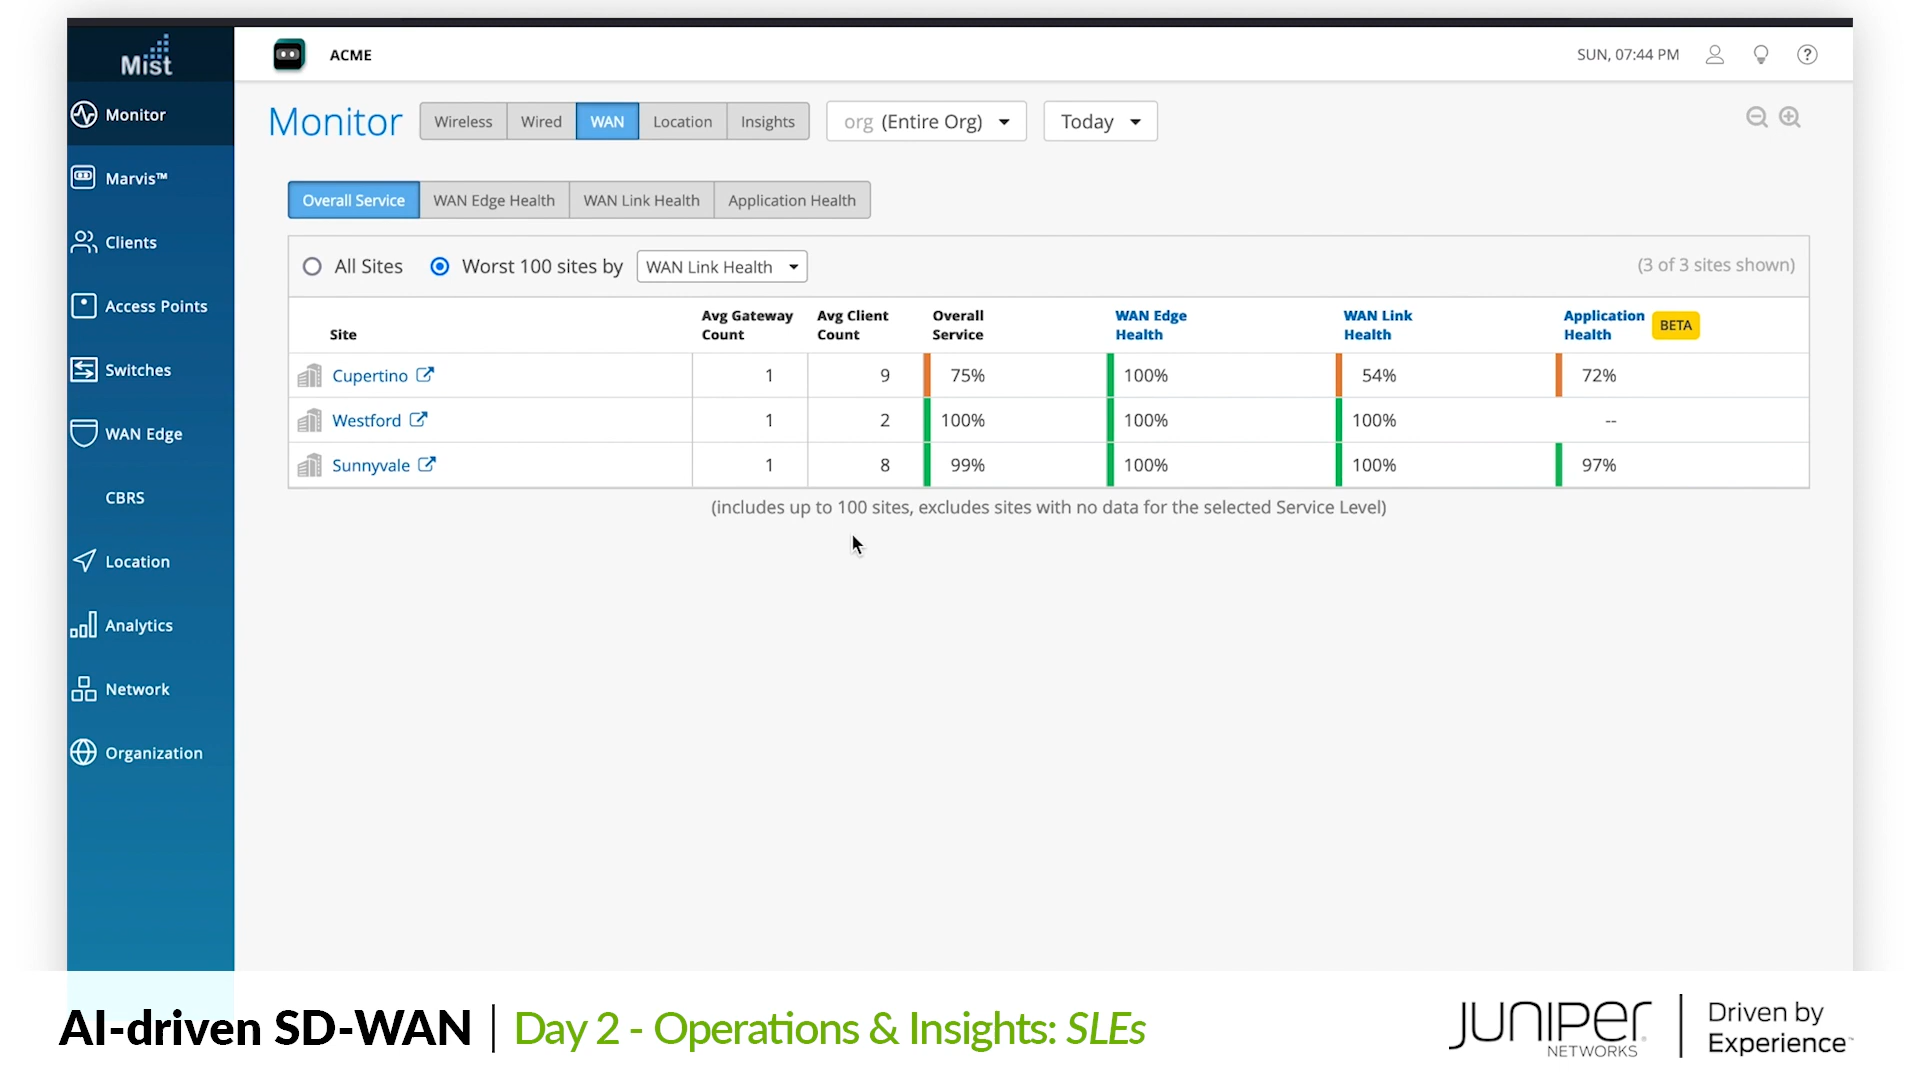 Mist
ACME
SUN, 07:44 PM
Monitor
Marvis™
Clients
Access Points
Switches
WAN Edge
CBRS
Location
Analytics
Network
Organization
Monitor Wireless Wired WAN Location Insights org (Entire Org) Today
Overall Service WAN Edge Health WAN Link Health Application Health
All Sites Worst 100 sites by WAN Link Health (3 of 3 sites shown)
Site Avg Gateway Count Avg Client Count Overall Service WAN Edge Health WAN Link Health Application Health BETA
Cupertino 1 9 75% 100% 54% 72%
Westford 1 2 100% 100% 100% --
Sunnyvale 1 8 99% 100% 100% 97%
(includes up to 100 sites, excludes sites with no data for the selected Service Level)
AI-driven SD-WAN | Day 2 - Operations & Insights: SLEs
JUNIPER NETWORKS
Driven by
Experience